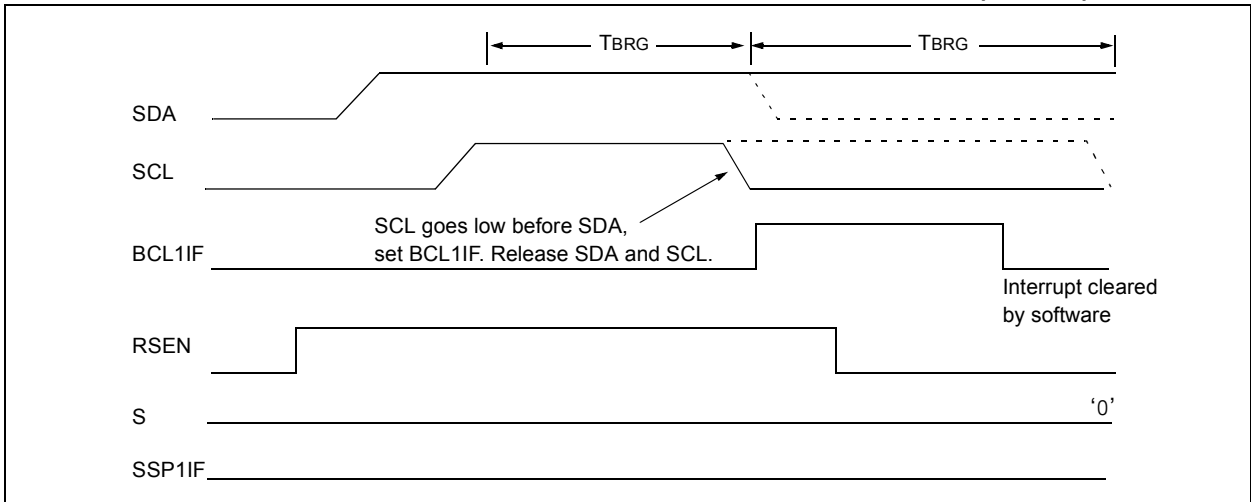 TBRG TBRG
SDA
SCL
SCL goes low before SDA,
set BCL1IF. Release SDA and SCL.
BCL1IF
Interrupt cleared
by software
RSEN
S
‘0’
SSP1IF